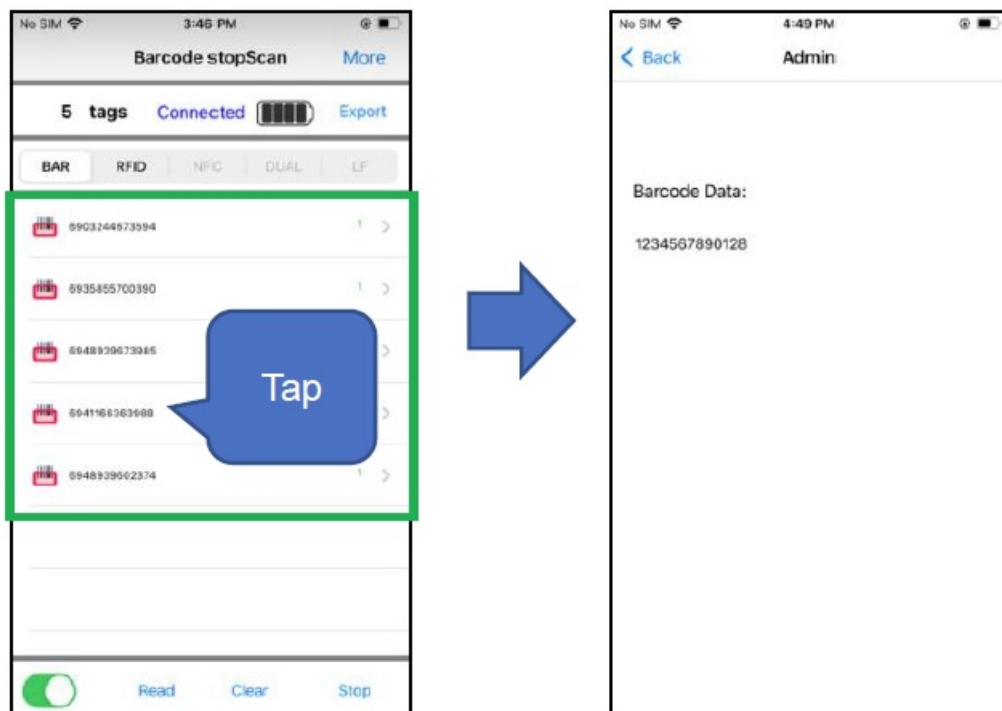 No SIM 3:46 PM
Barcode stopScan More
5 tags Connected Export
BAR RFID NFC DUAL LF
6903244673594 1
6935855700390 1
6948939673985
6941166363988
6948939602374 1
Tap
Read Clear Stop
No SIM 4:49 PM
Back Admin
Barcode Data:
1234567890128